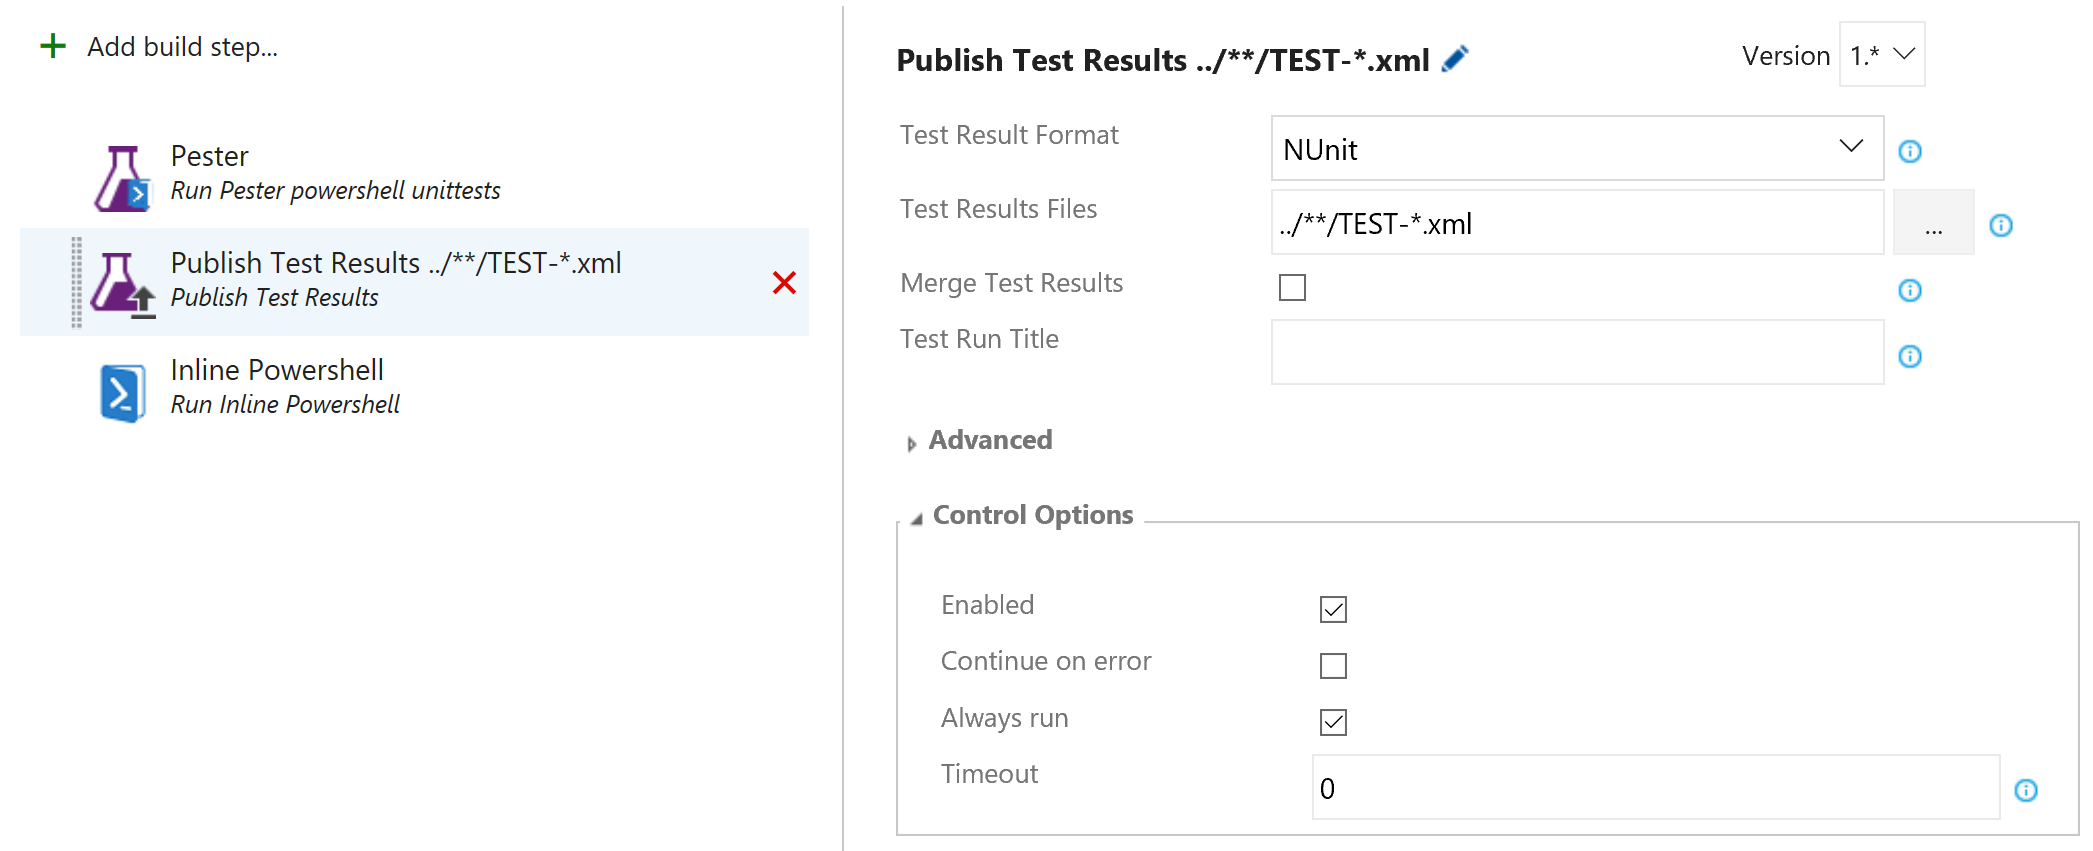 Add build step...
Pester
Run Pester powershell unittests
Publish Test Results ../**/TEST-*.xml
Publish Test Results
Inline Powershell
Run Inline Powershell
Publish Test Results ../**/TEST-*.xml
Version 1.*
Test Result Format
NUnit
Test Results Files
../**/TEST-*.xml
...
Merge Test Results
Test Run Title
Advanced
Control Options
Enabled
Continue on error
Always run
Timeout
0